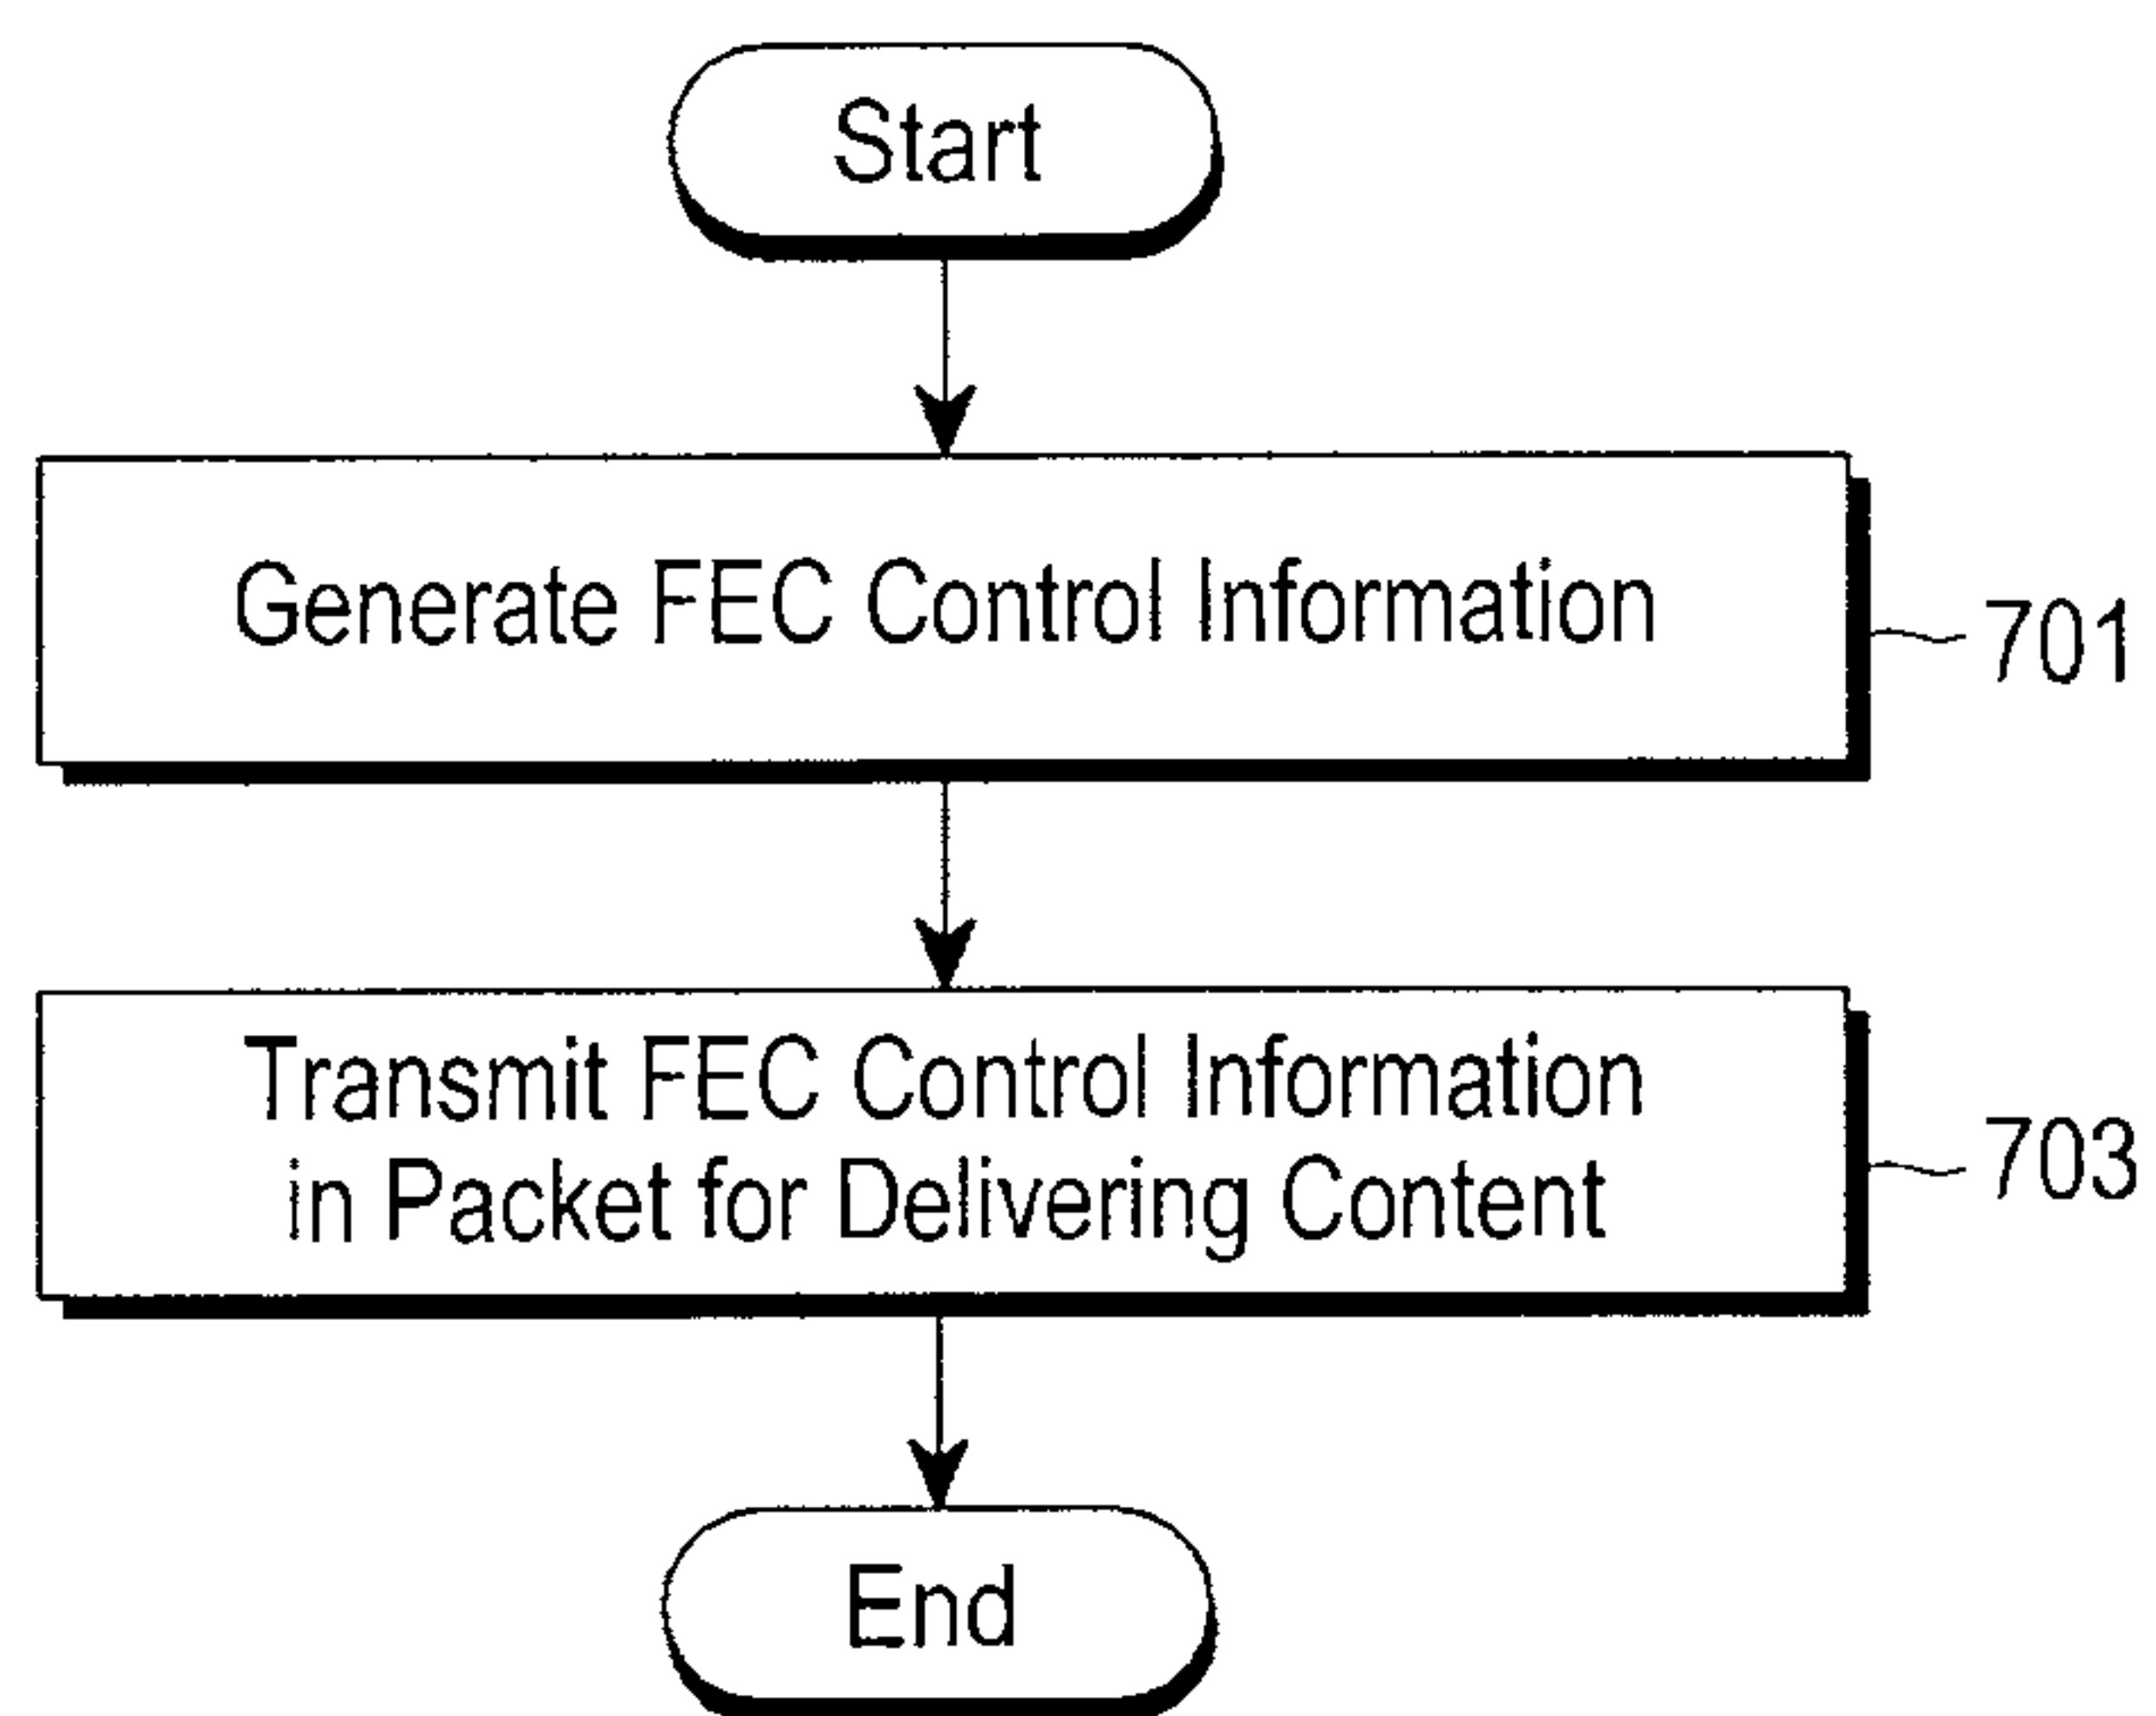 Start
Generate FEC Control Information
701
Transmit FEC Control Information
in Packet for Delivering Content
703
End